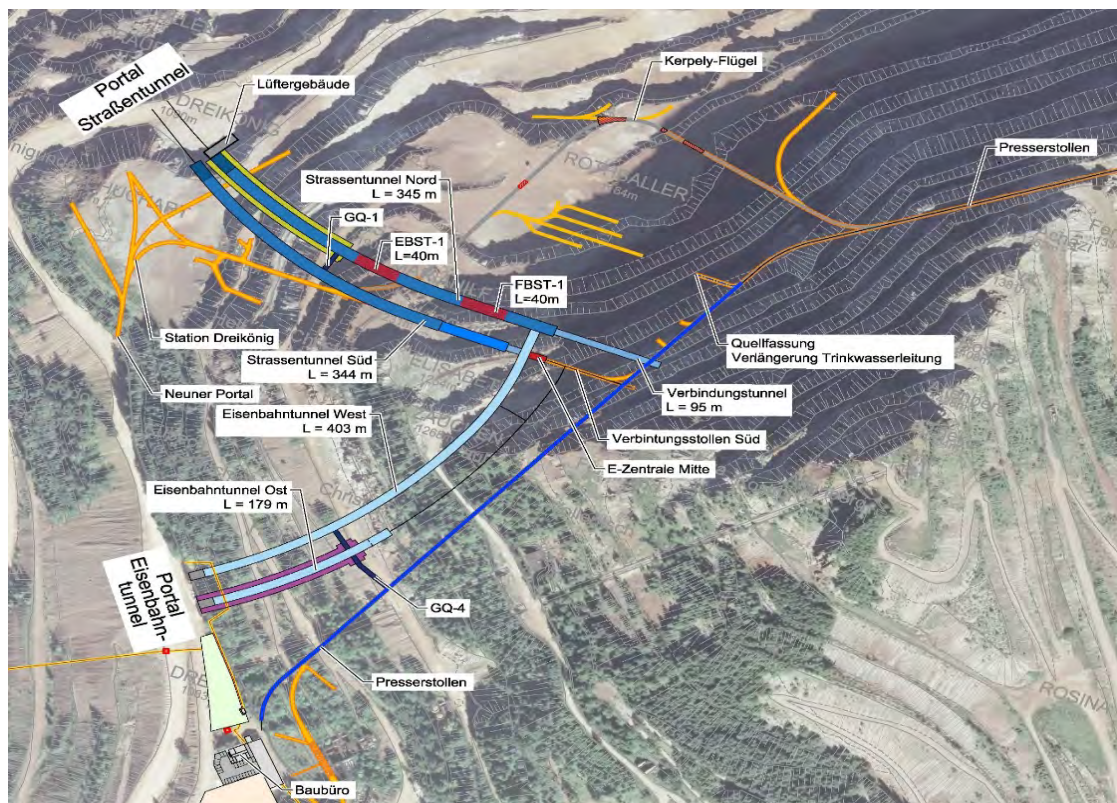 Portal
Straßentunnel
Lüftergebäude
Kerpely-Flügel
DREIKÖNIG
1090m
ROTHALLER
Presserstollen
Strassentunnel Nord
L = 345 m
GQ-1
EBST-1
L=40m
FBST-1
L=40m
Station Dreikönig
Strassentunnel Süd
L = 344 m
Quellfassung
Verlängerung Trinkwasserleitung
Neuner Portal
Verbindungstunnel
L = 95 m
Eisenbahntunnel West
L = 403 m
Verbintungsstollen Süd
E-Zentrale Mitte
Eisenbahntunnel Ost
L = 179 m
Portal
Eisenbahn-
tunnel
GQ-4
Presserstollen
ROSINA
Baubüro